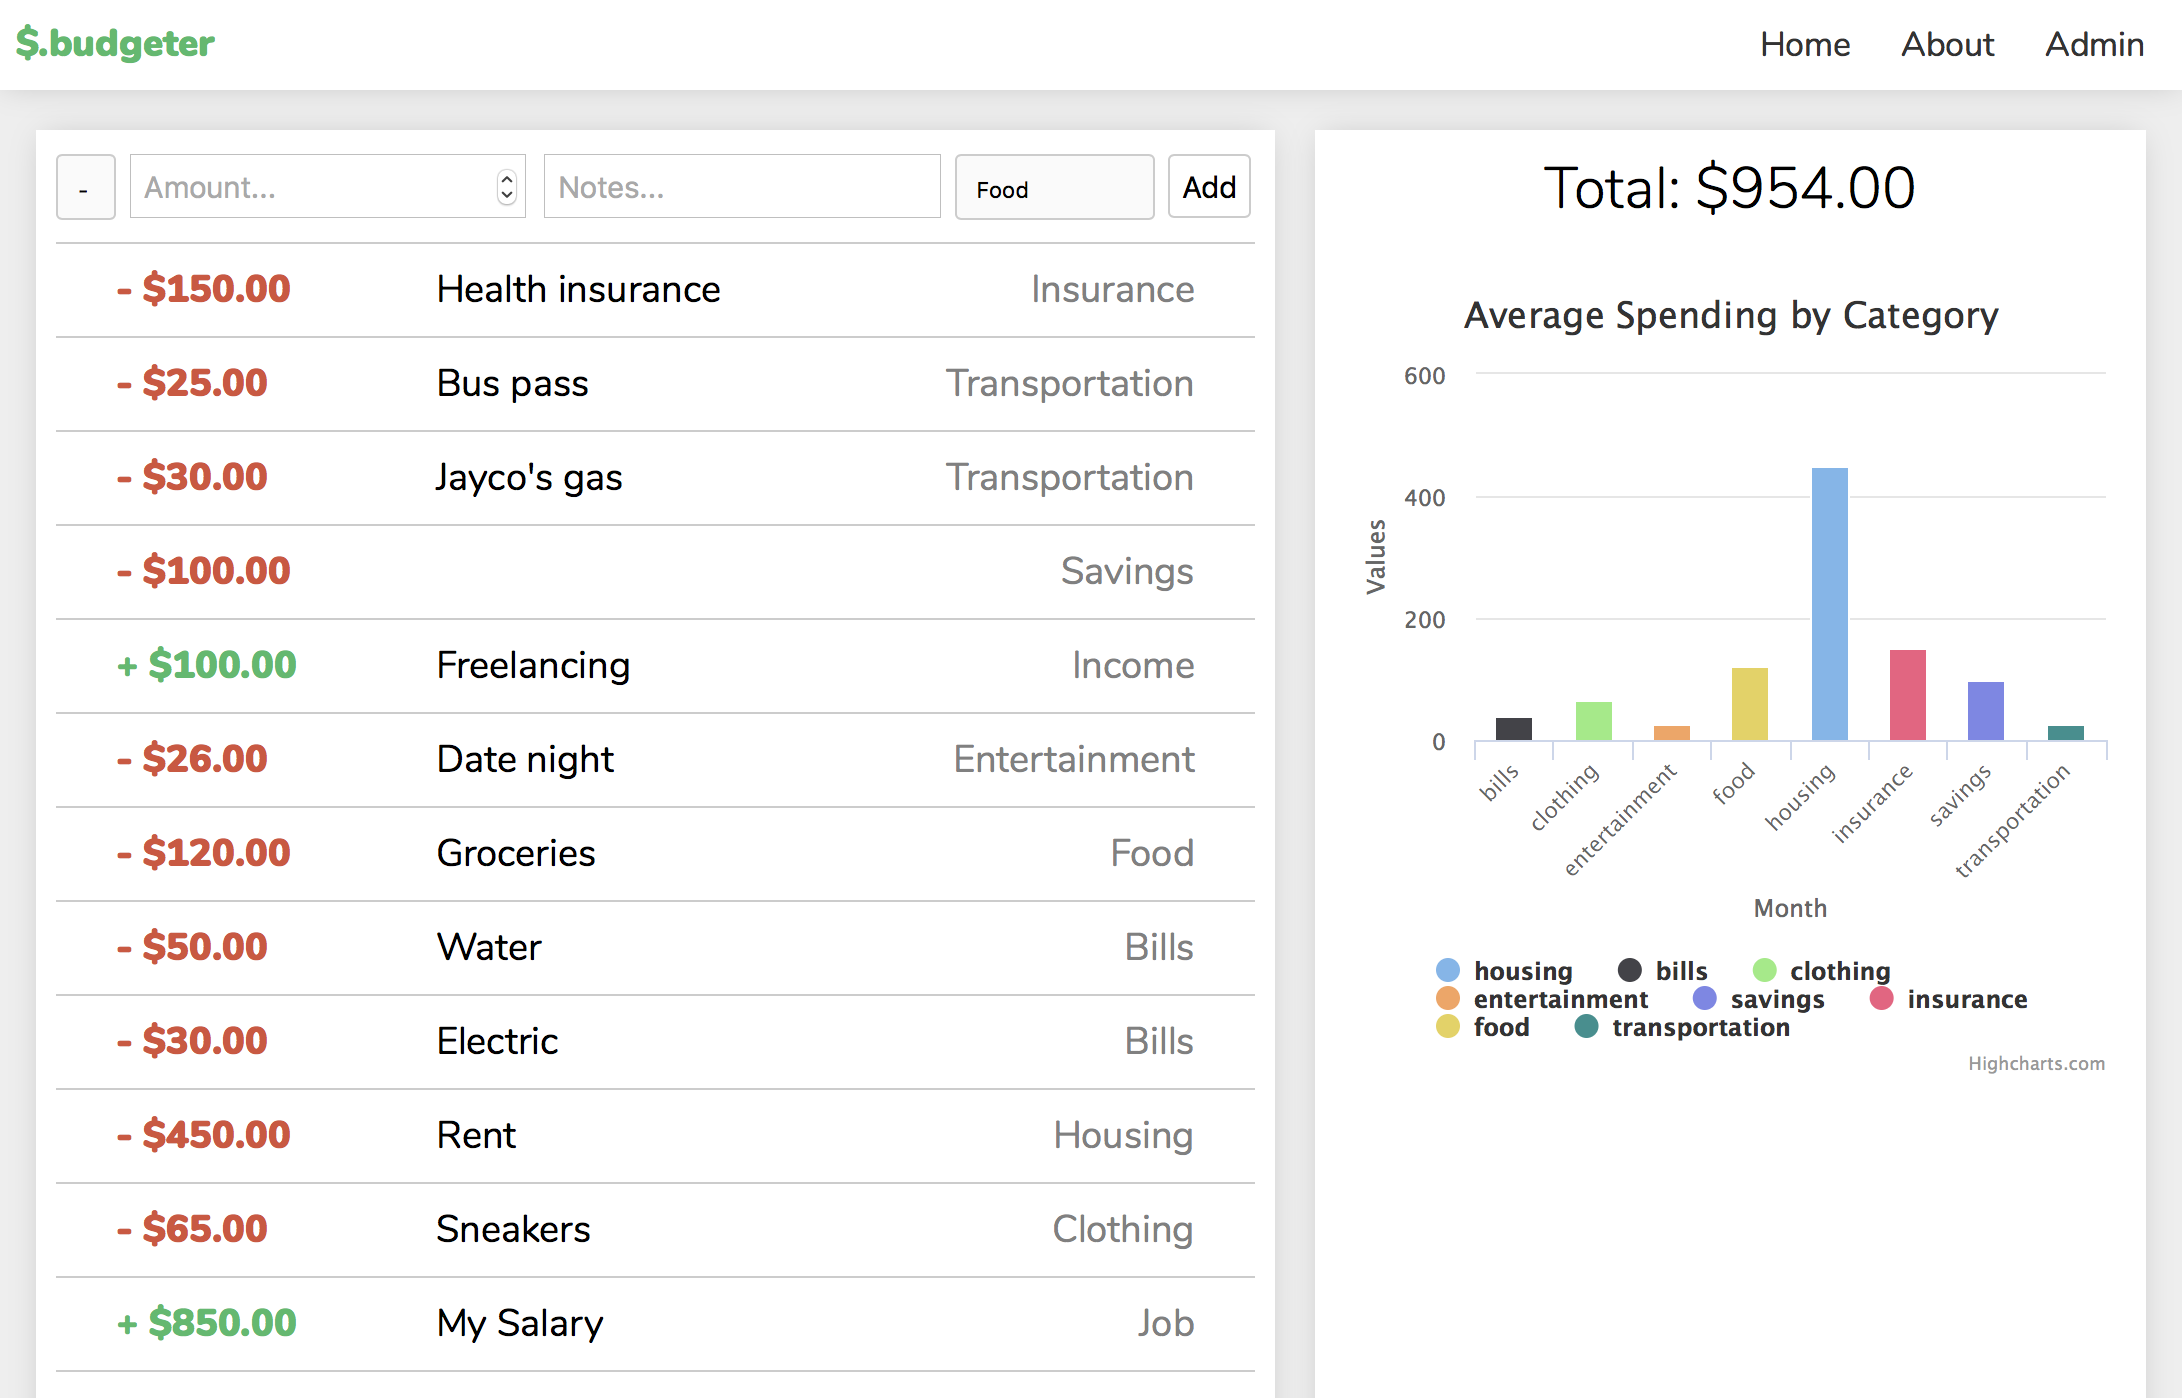 $.budgeter
Home About Admin
- Amount... Notes... Food Add
- $150.00 Health insurance Insurance
- $25.00 Bus pass Transportation
- $30.00 Jayco's gas Transportation
- $100.00 Savings
+ $100.00 Freelancing Income
- $26.00 Date night Entertainment
- $120.00 Groceries Food
- $50.00 Water Bills
- $30.00 Electric Bills
- $450.00 Rent Housing
- $65.00 Sneakers Clothing
+ $850.00 My Salary Job
Total: $954.00
Average Spending by Category
600
400
200
0
Values
bills clothing entertainment food housing insurance savings transportation
Month
housing bills clothing
entertainment savings insurance
food transportation
Highcharts.com